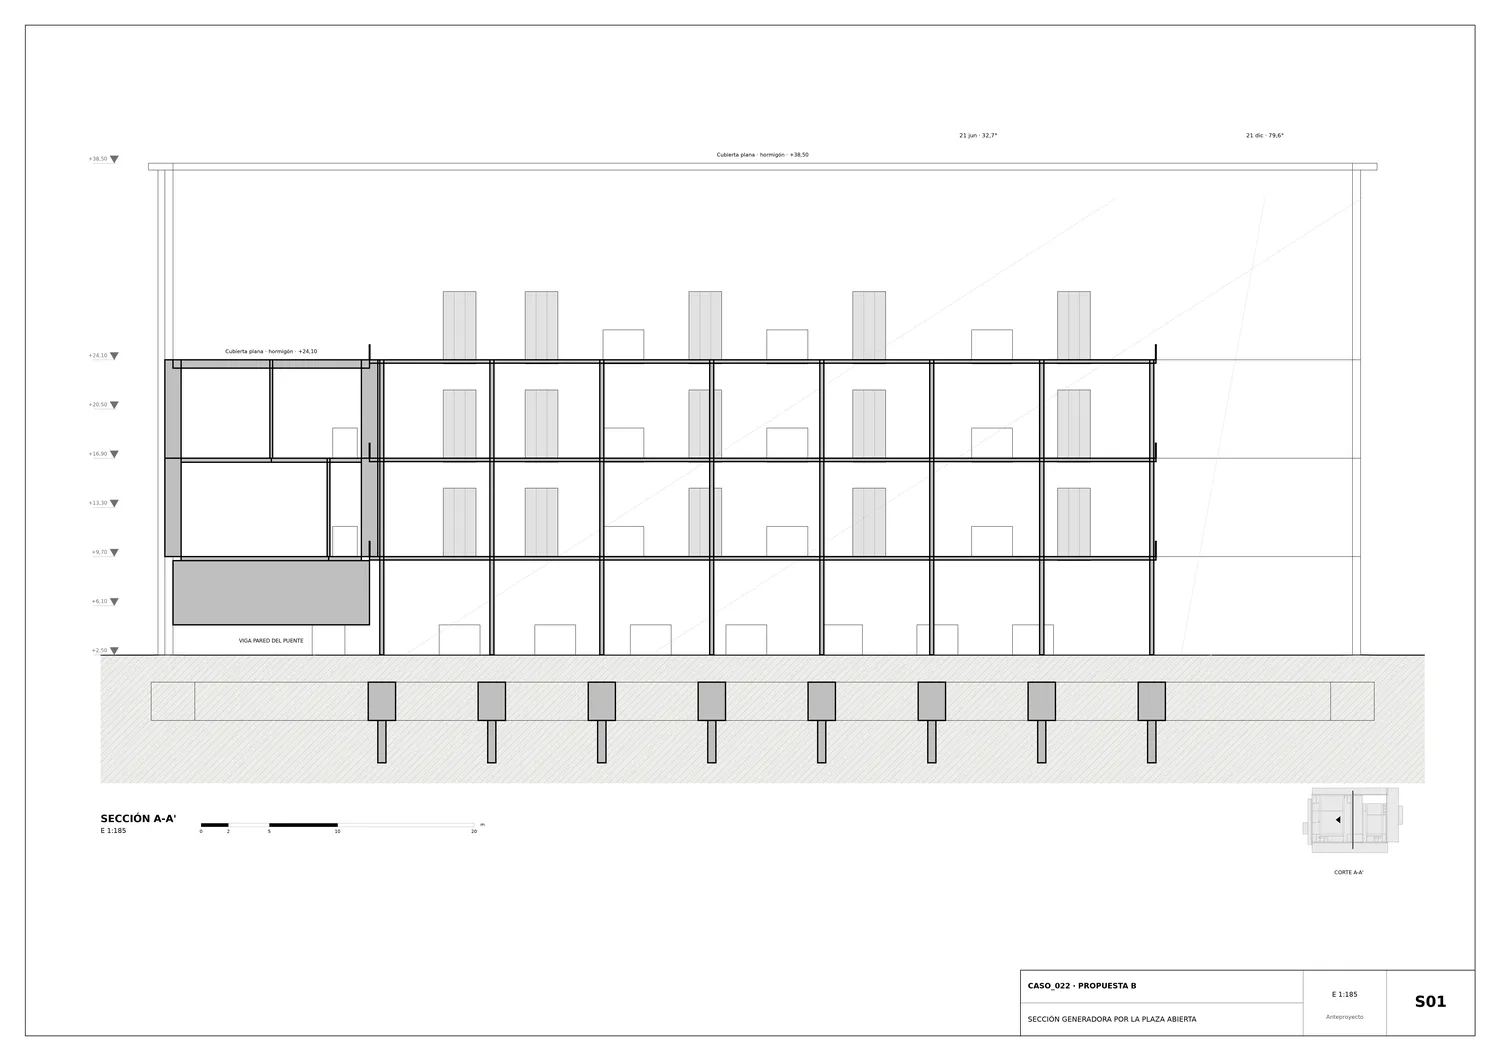 21 jun · 32,7°
21 dic · 79,6°
Cubierta plana · hormigón · +38,50
+38,50
Cubierta plana · hormigón · +24,10
+24,10
+20,50
+16,90
+13,30
+9,70
+6,10
VIGA PARED DEL PUENTE
+2,50
SECCIÓN A-A'
E 1:185
0 2 5 10 20 m
CORTE A-A'
CASO_022 · PROPUESTA B
SECCIÓN GENERADORA POR LA PLAZA ABIERTA
E 1:185
Anteproyecto
S01